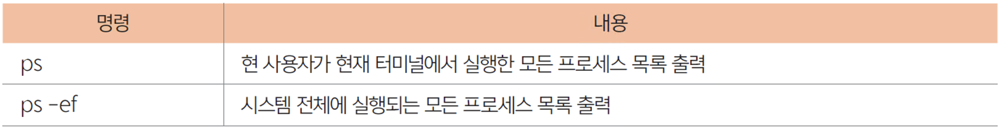 명령 내용
ps 현 사용자가 현재 터미널에서 실행한 모든 프로세스 목록 출력
ps -ef 시스템 전체에 실행되는 모든 프로세스 목록 출력